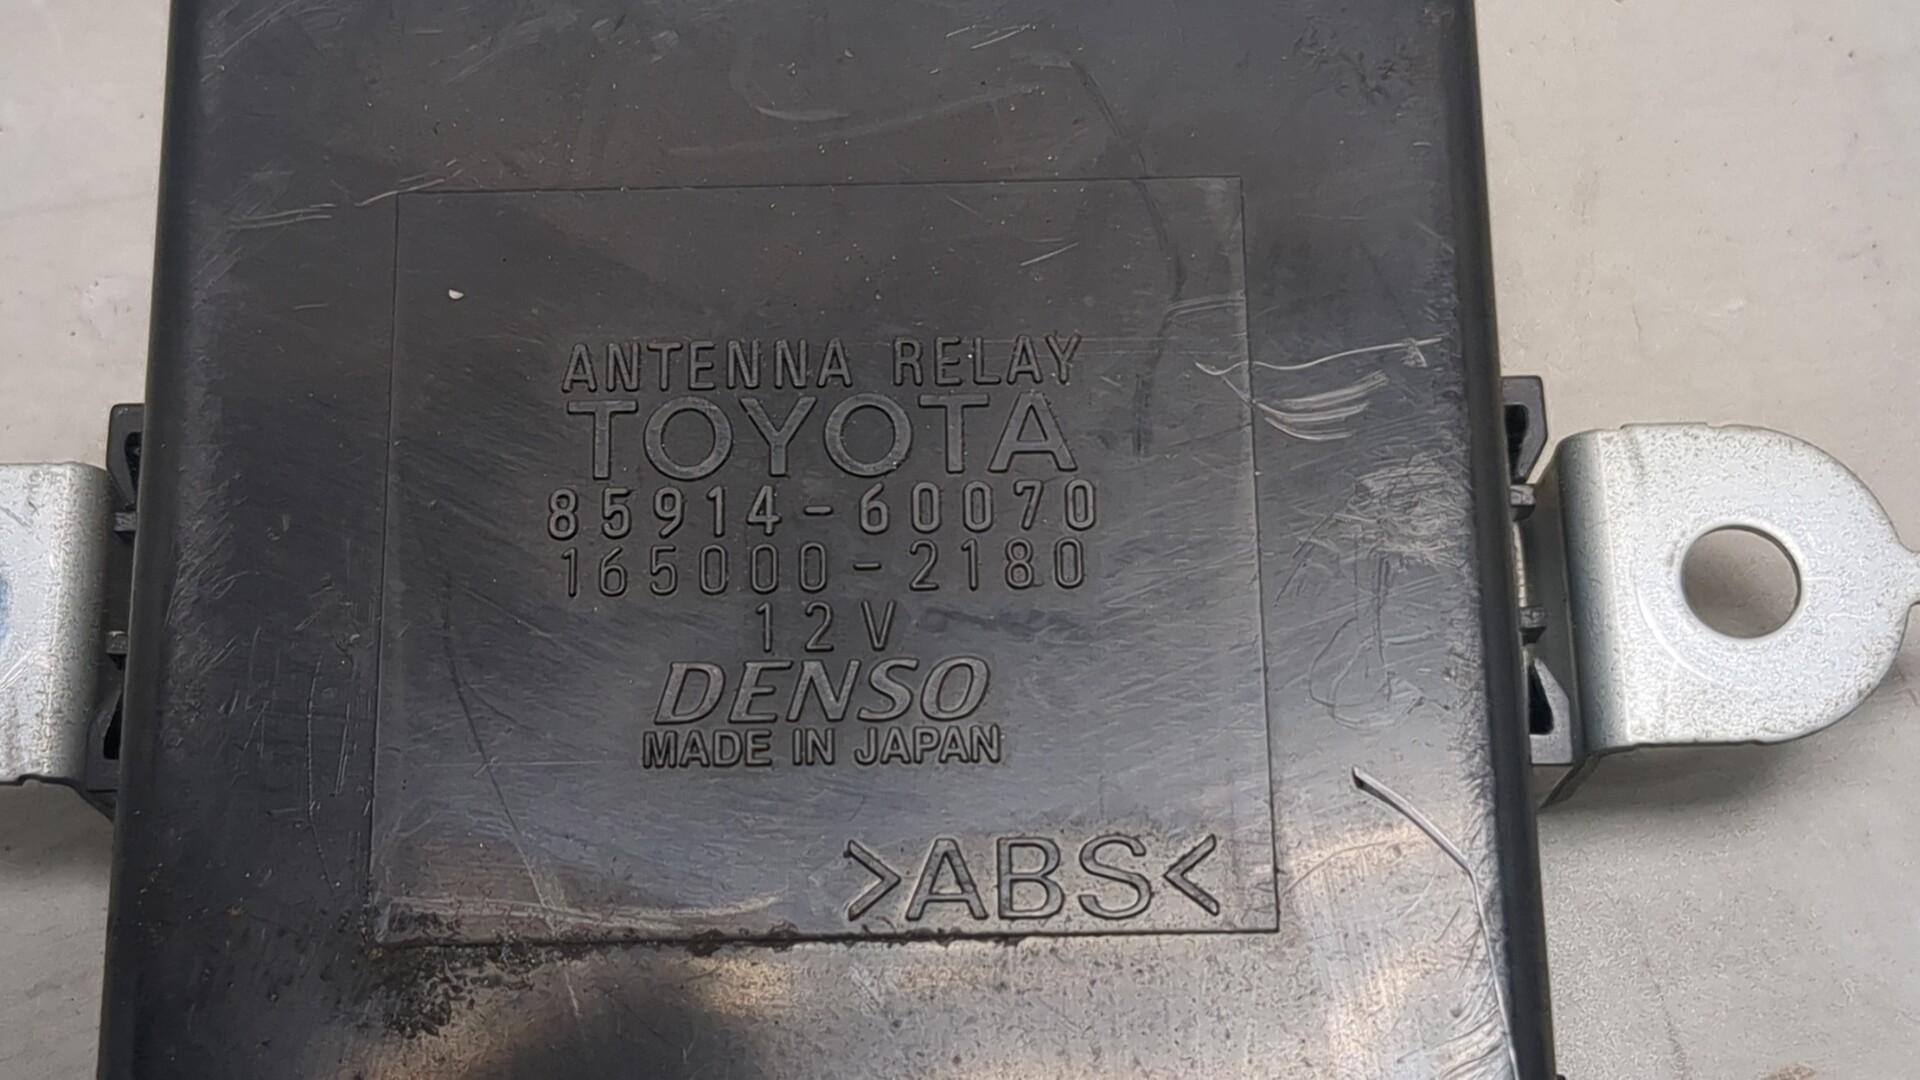 ANTENNA RELAY
TOYOTA
85914-60070
165000-2180
12V
DENSO
MADE IN JAPAN
>ABS<